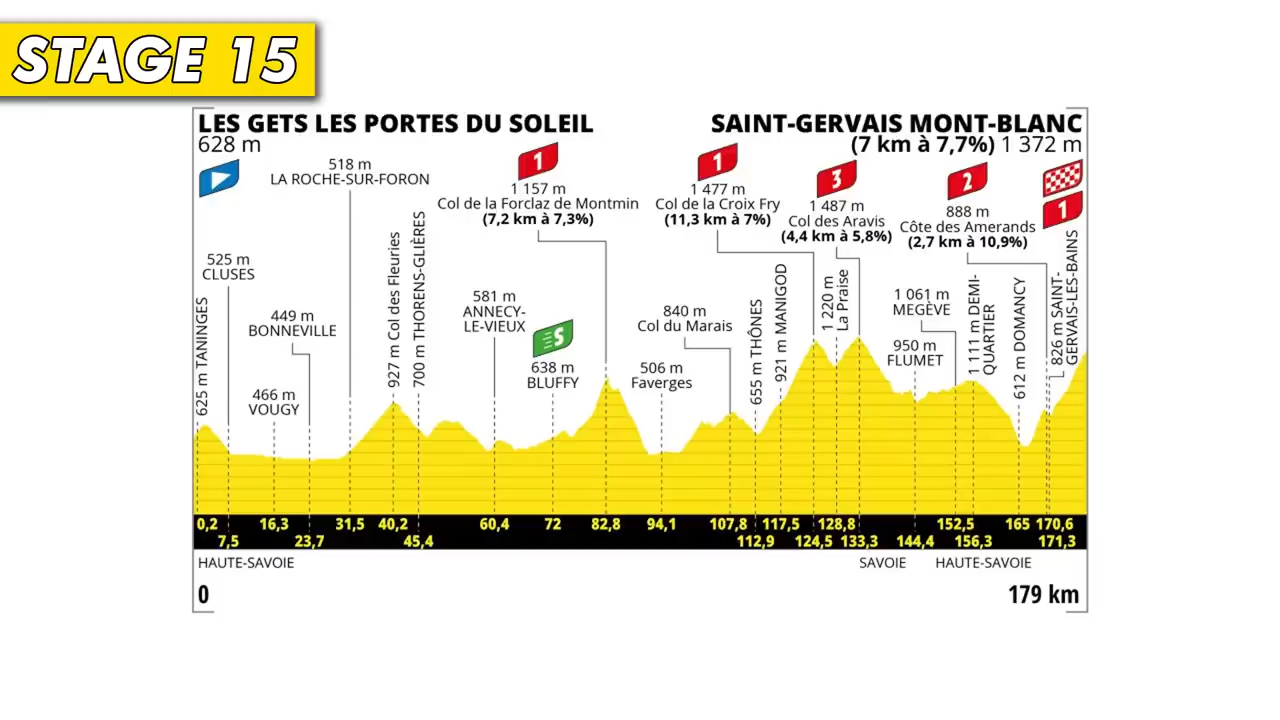 STAGE 15
LES GETS LES PORTES DU SOLEIL
628 m
SAINT-GERVAIS MONT-BLANC
(7 km à 7,7%) 1 372 m
518 m
LA ROCHE-SUR-FORON
1
1 157 m
Col de la Forclaz de Montmin
(7,2 km à 7,3%)
1
1 477 m
Col de la Croix Fry
(11,3 km à 7%)
3
1 487 m
Col des Aravis
(4,4 km à 5,8%)
2
888 m
Côte des Amerands
(2,7 km à 10,9%)
1
625 m TANINGES
525 m
CLUSES
466 m
VOUGY
449 m
BONNEVILLE
927 m Col des Fleuries
700 m THORENS-GLIÈRES
581 m
ANNECY-
LE-VIEUX
S
638 m
BLUFFY
506 m
Faverges
840 m
Col du Marais
655 m THÔNES
921 m MANIGOD
1 220 m
La Praise
950 m
FLUMET
1 061 m
MEGÈVE
1 111 m DEMI-
QUARTIER
612 m DOMANCY
826 m SAINT-
GERVAIS-LES-BAINS
0,2 16,3 31,5 40,2 60,4 72 82,8 94,1 107,8 117,5 128,8 152,5 165 170,6
7,5 23,7 45,4 112,9 124,5 133,3 144,4 156,3 171,3
HAUTE-SAVOIE SAVOIE HAUTE-SAVOIE
0 179 km